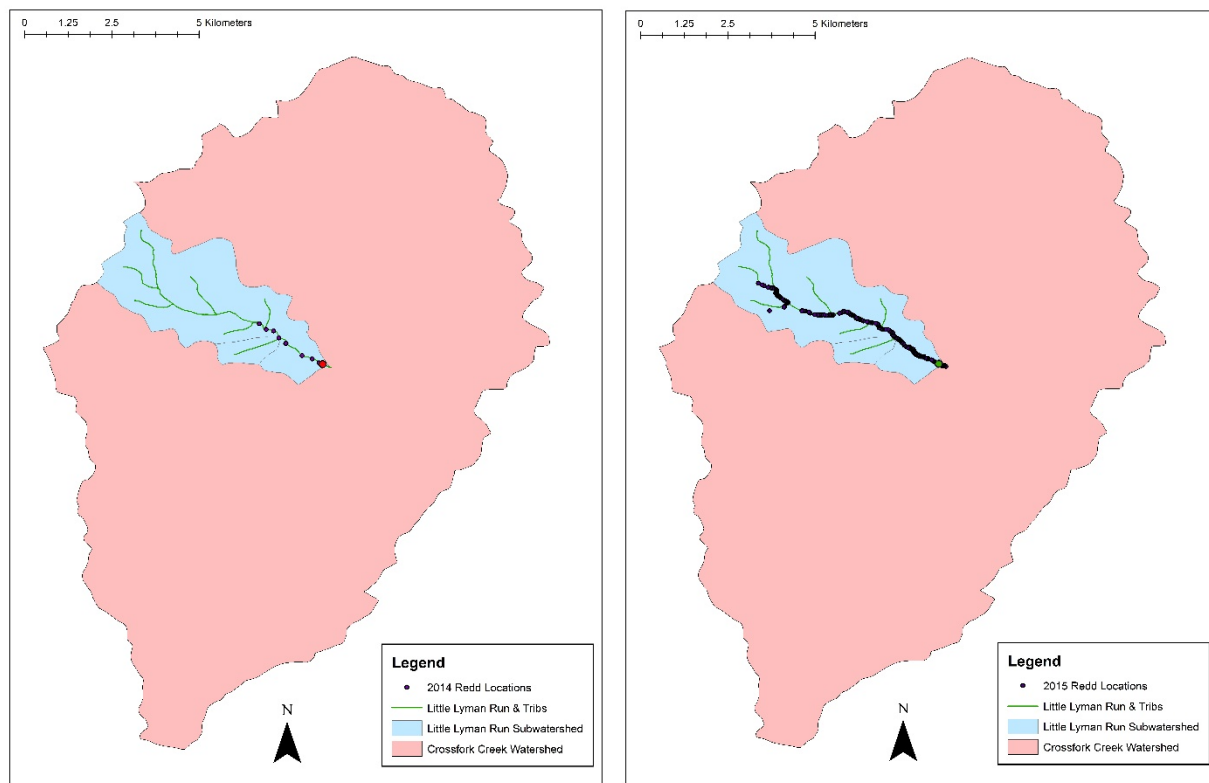 0 1.25 2.5 5 Kilometers
N
Legend
2014 Redd Locations
Little Lyman Run & Tribs
Little Lyman Run Subwatershed
Crossfork Creek Watershed
0 1.25 2.5 5 Kilometers
N
Legend
2015 Redd Locations
Little Lyman Run & Tribs
Little Lyman Run Subwatershed
Crossfork Creek Watershed